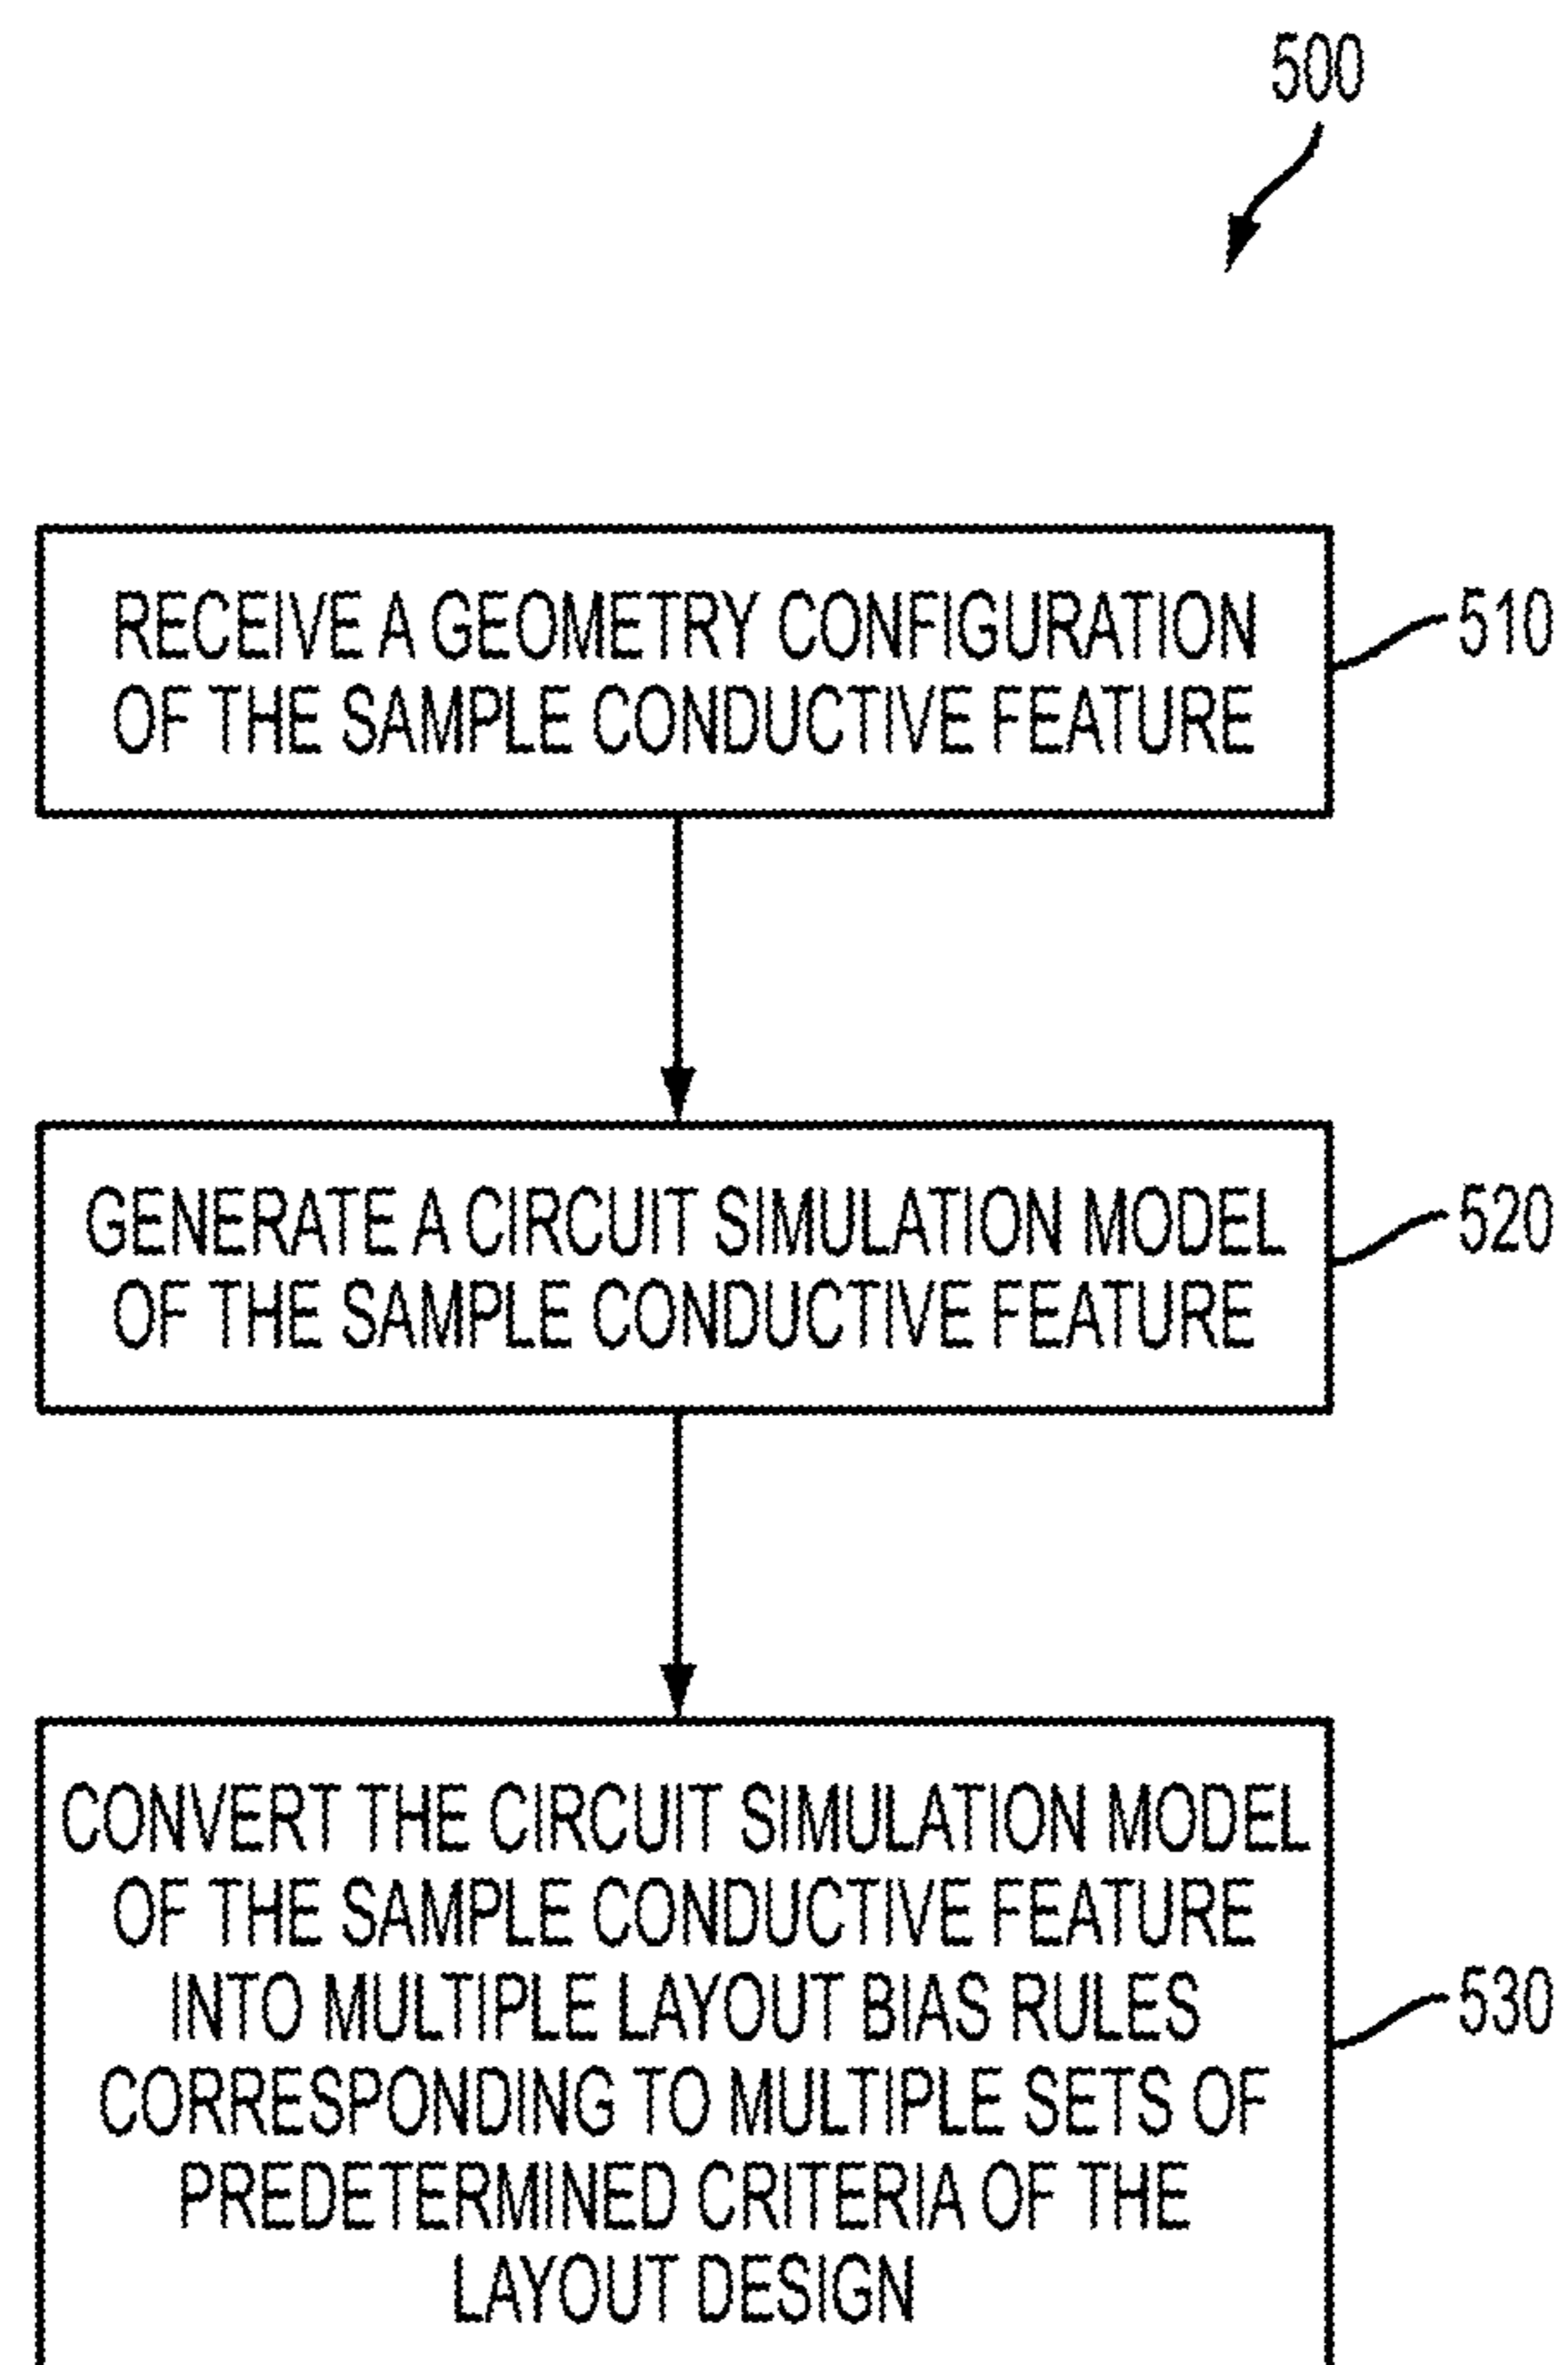 500
RECEIVE A GEOMETRY CONFIGURATION
OF THE SAMPLE CONDUCTIVE FEATURE
510
GENERATE A CIRCUIT SIMULATION MODEL
OF THE SAMPLE CONDUCTIVE FEATURE
520
CONVERT THE CIRCUIT SIMULATION MODEL
OF THE SAMPLE CONDUCTIVE FEATURE
INTO MULTIPLE LAYOUT BIAS RULES
CORRESPONDING TO MULTIPLE SETS OF
PREDETERMINED CRITERIA OF THE
LAYOUT DESIGN
530